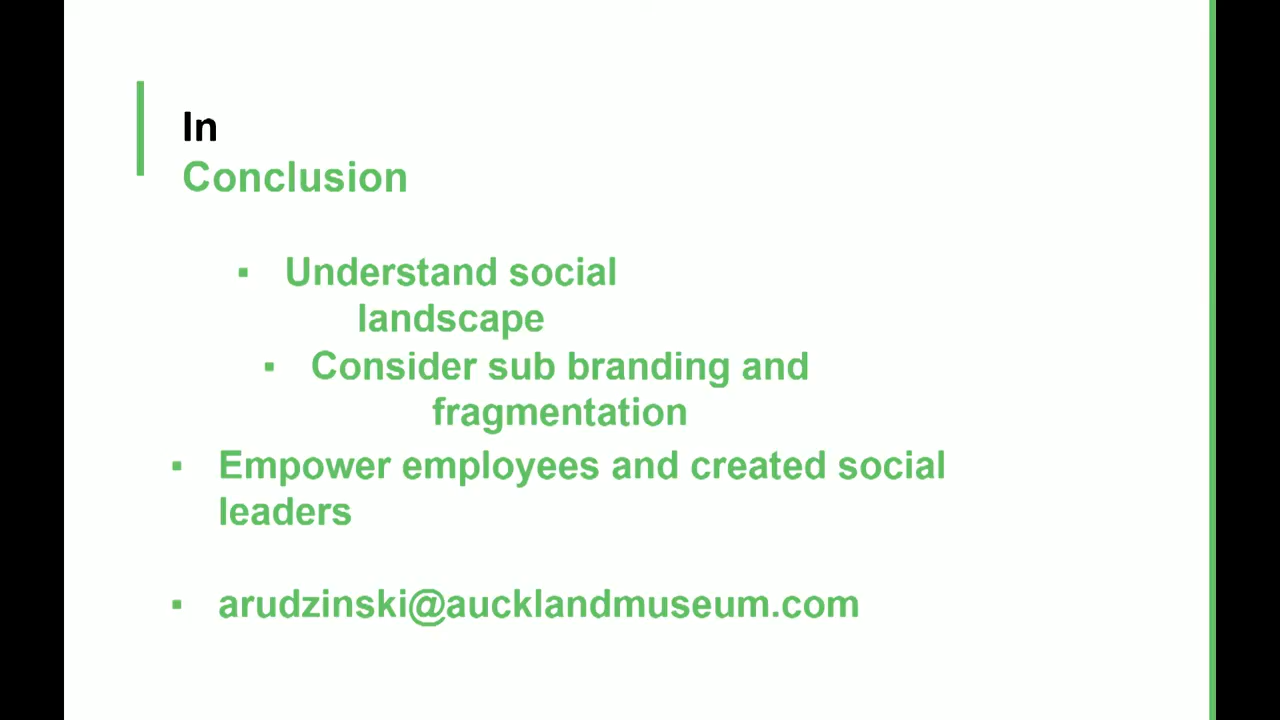 In
Conclusion
▪ Understand social
landscape
▪ Consider sub branding and
fragmentation
▪ Empower employees and created social
leaders
▪ arudzinski@aucklandmuseum.com